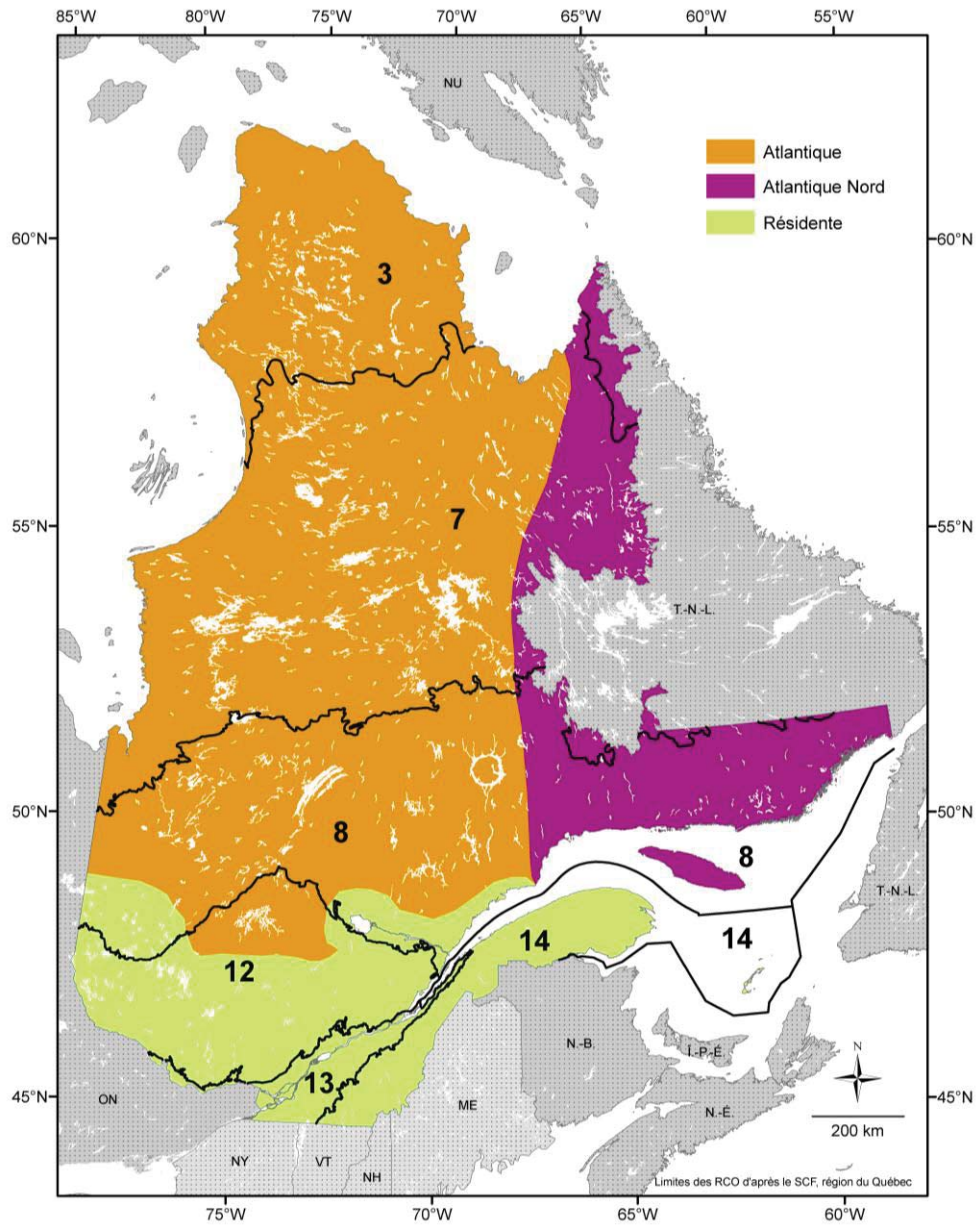 85°W 80°W 75°W 70°W 65°W 60°W 55°W
NU
Atlantique
Atlantique Nord
Résidente
60°N 60°N
3
7
55°N 55°N
T.-N.-L.
50°N 50°N
8
8
T.-N.-L.
14
14
12
N.-B.
Î.-P.-É.
N
13
45°N 45°N
ON
ME
N.-É.
200 km
NY
VT
NH
Limites des RCO d'après le SCF, région du Québec
75°W 70°W 65°W 60°W